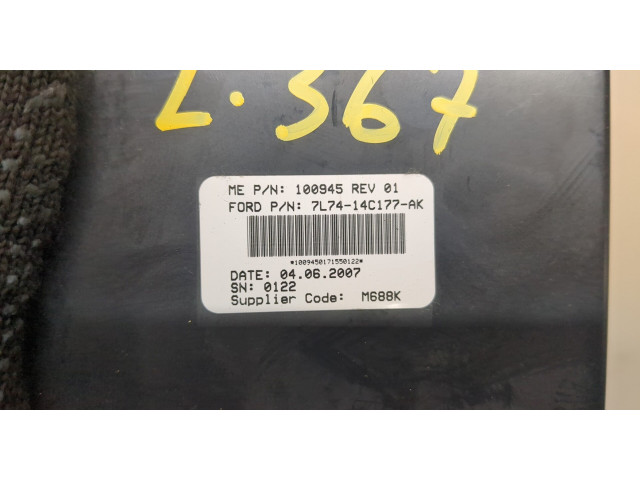 L.367
ME P/N: 100945 REV 01
FORD P/N: 7L74-14C177-AK
*1009450171550122*
DATE: 04.06.2007
SN: 0122
Supplier Code: M688K